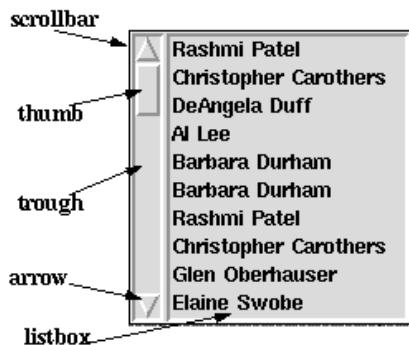 scrollbar
Rashmi Patel
Christopher Carothers
thumb
DeAngela Duff
Al Lee
Barbara Durham
Barbara Durham
trough
Rashmi Patel
Christopher Carothers
arrow
Glen Oberhauser
Elaine Swobe
listbox